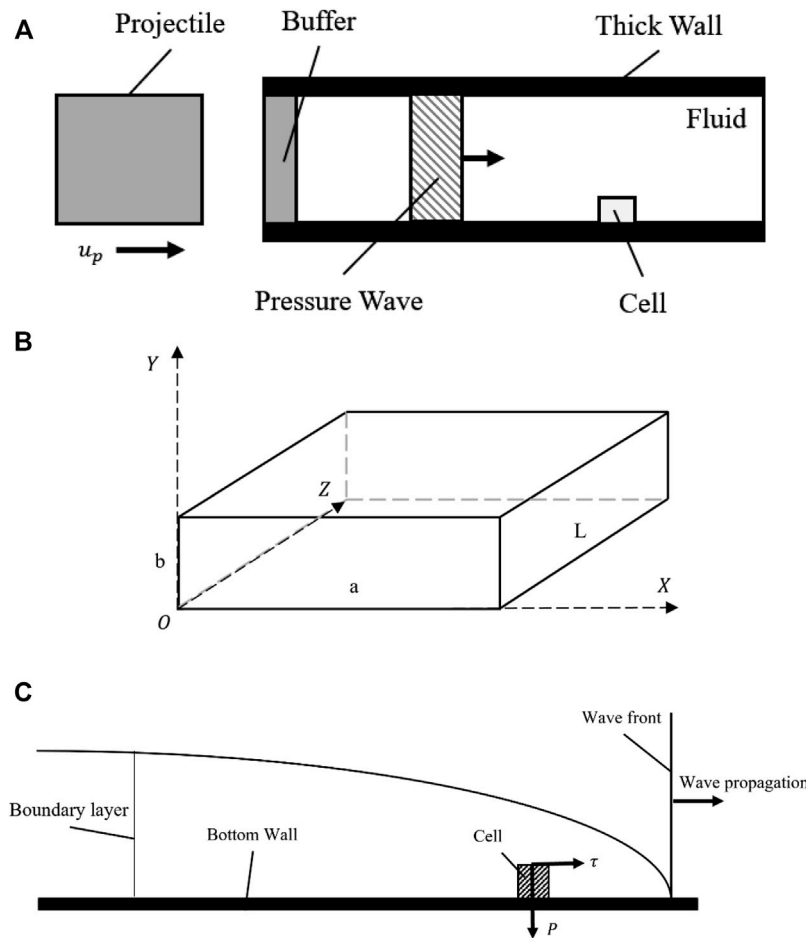 A
Projectile
Buffer
Thick Wall
Fluid
u_p
Pressure Wave
Cell
B
Y
Z
L
b
a
X
O
C
Wave front
Wave propagation
Boundary layer
Bottom Wall
Cell
τ
P